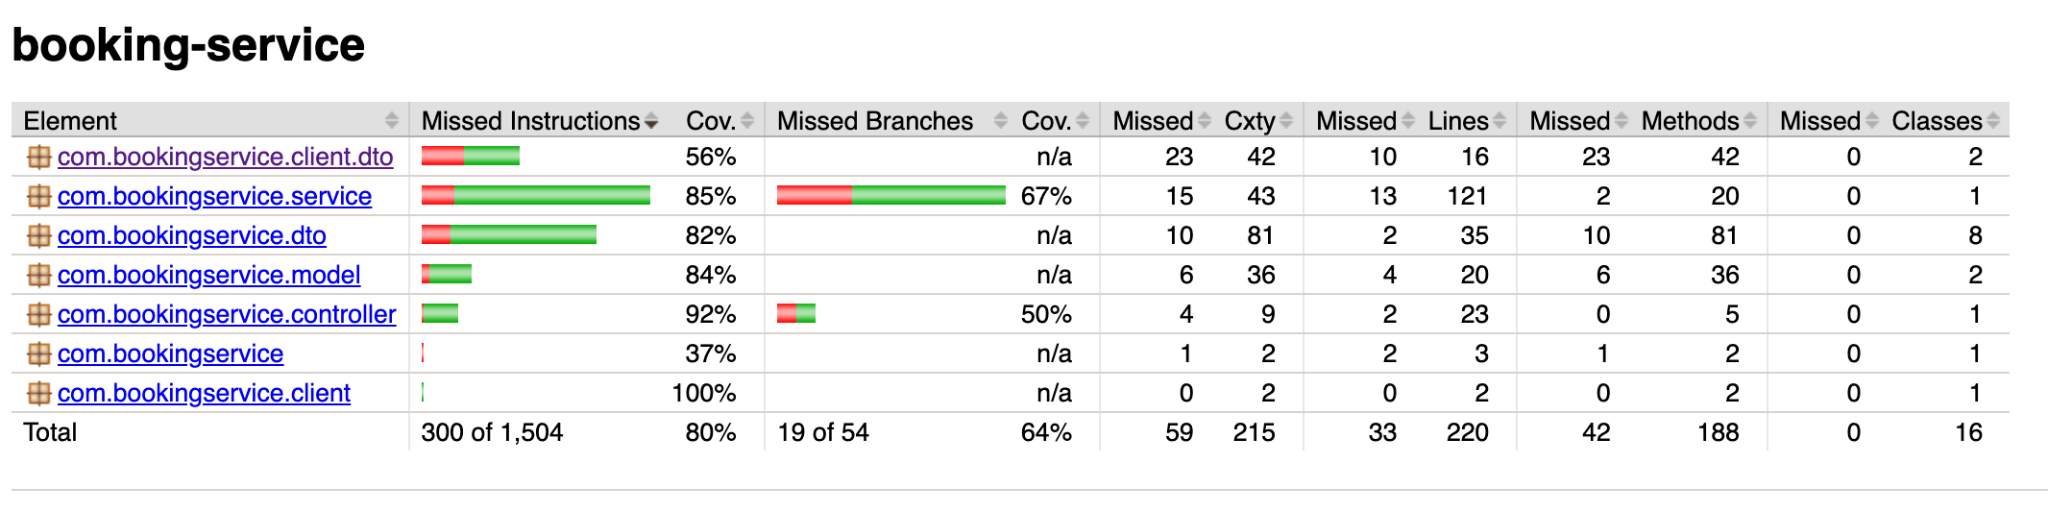 booking-service
Element Missed Instructions Cov. Missed Branches Cov. Missed Cxty Missed Lines Missed Methods Missed Classes
com.bookingservice.client.dto 56% n/a 23 42 10 16 23 42 0 2
com.bookingservice.service 85% 67% 15 43 13 121 2 20 0 1
com.bookingservice.dto 82% n/a 10 81 2 35 10 81 0 8
com.bookingservice.model 84% n/a 6 36 4 20 6 36 0 2
com.bookingservice.controller 92% 50% 4 9 2 23 0 5 0 1
com.bookingservice 37% n/a 1 2 2 3 1 2 0 1
com.bookingservice.client 100% n/a 0 2 0 2 0 2 0 1
Total 300 of 1,504 80% 19 of 54 64% 59 215 33 220 42 188 0 16